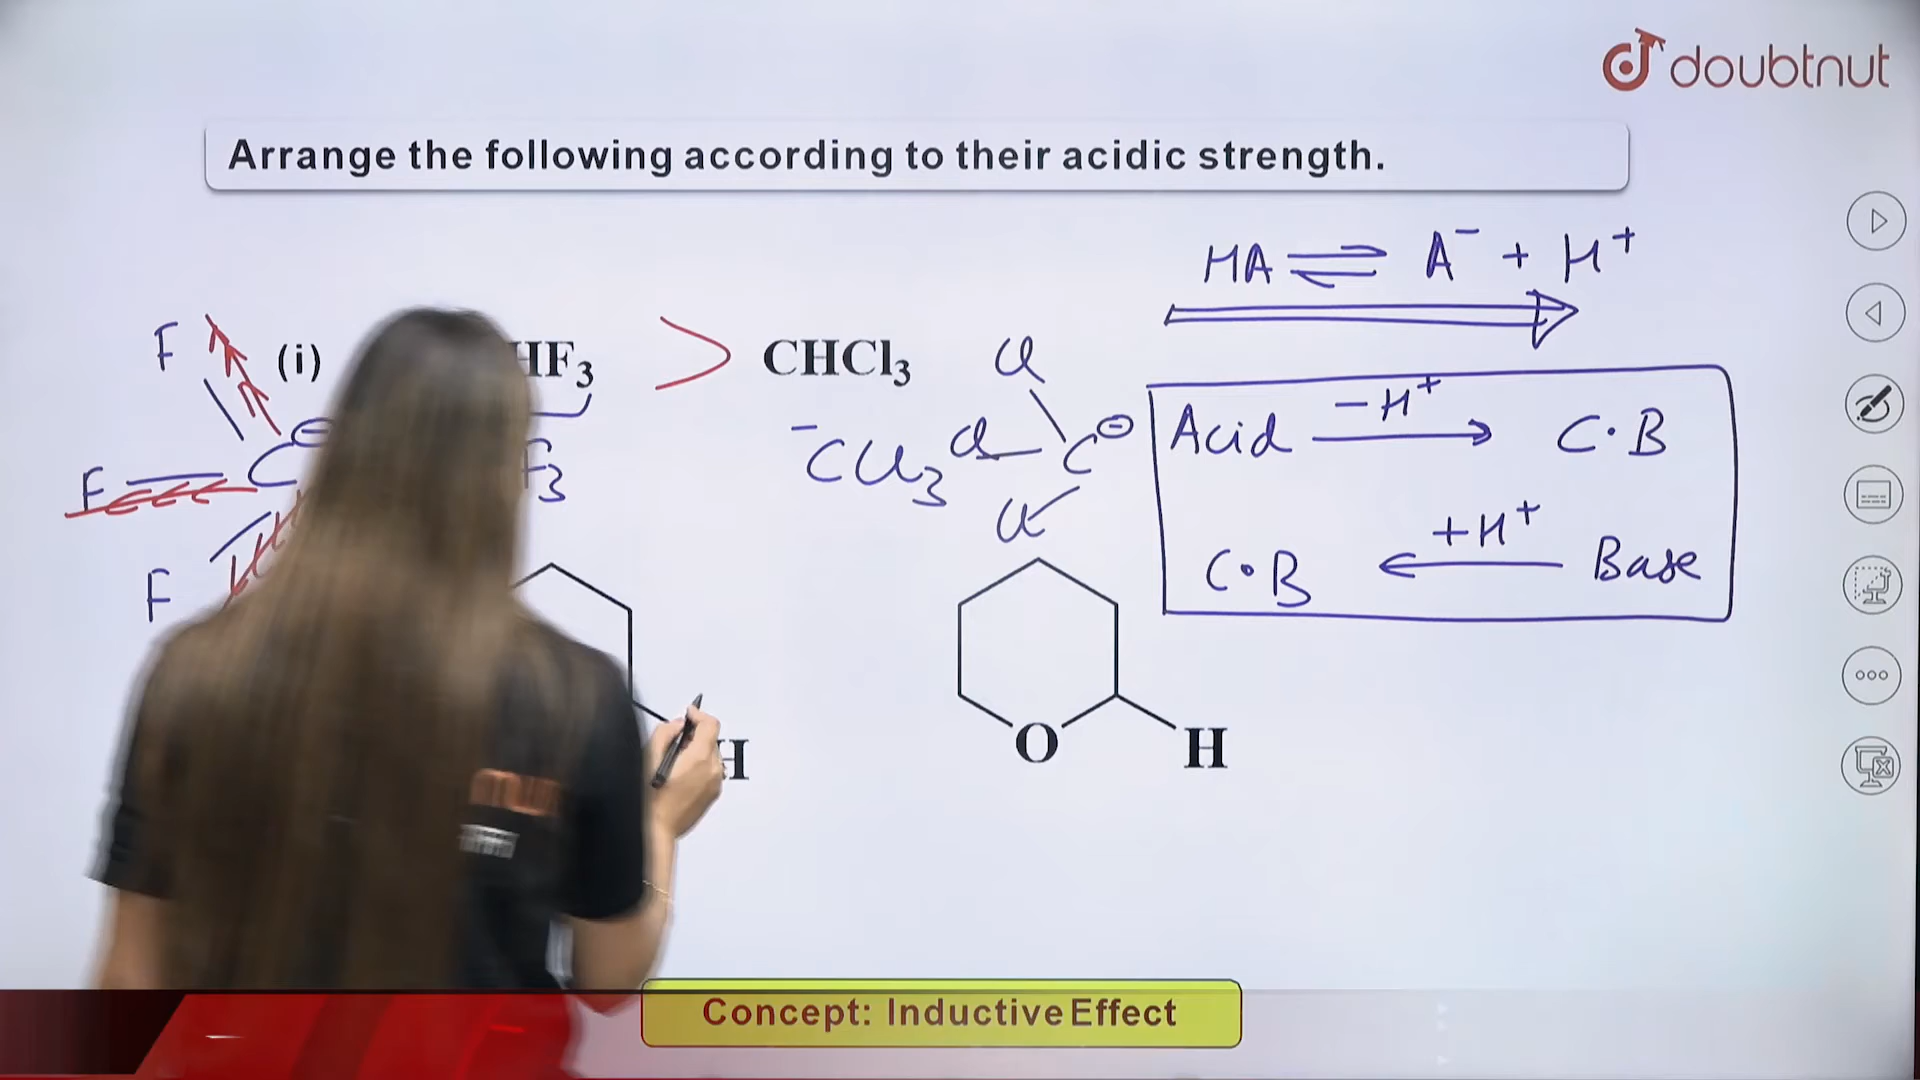 doubtnut
Arrange the following according to their acidic strength.
HA ⇌ A⁻ + H⁺
F
(i)
HF₃ > CHCl₃
Cl
Acid −H⁺ → C·B
F
C⊖
F₃
⁻CCl₃
Cl
C⊖
Cl
+H⁺
C·B ← Base
F
O
H
H
Concept: Inductive Effect